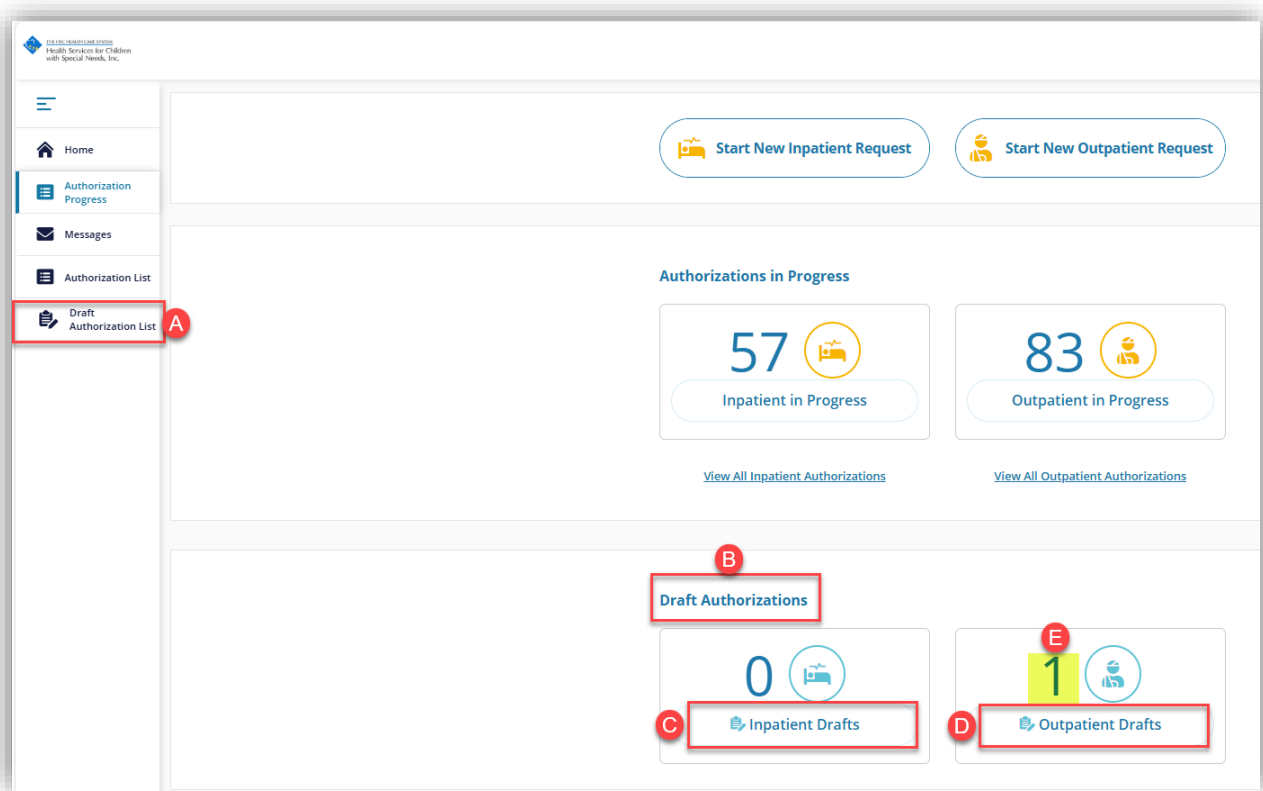 THE HSC HEALTH CARE SYSTEM
Health Services for Children
with Special Needs, Inc.
Home
Authorization
Progress
Messages
Authorization List
Draft
Authorization List
A
Start New Inpatient Request
Start New Outpatient Request
Authorizations in Progress
57
Inpatient in Progress
83
Outpatient in Progress
View All Inpatient Authorizations
View All Outpatient Authorizations
B
Draft Authorizations
0
C
Inpatient Drafts
E
1
D
Outpatient Drafts